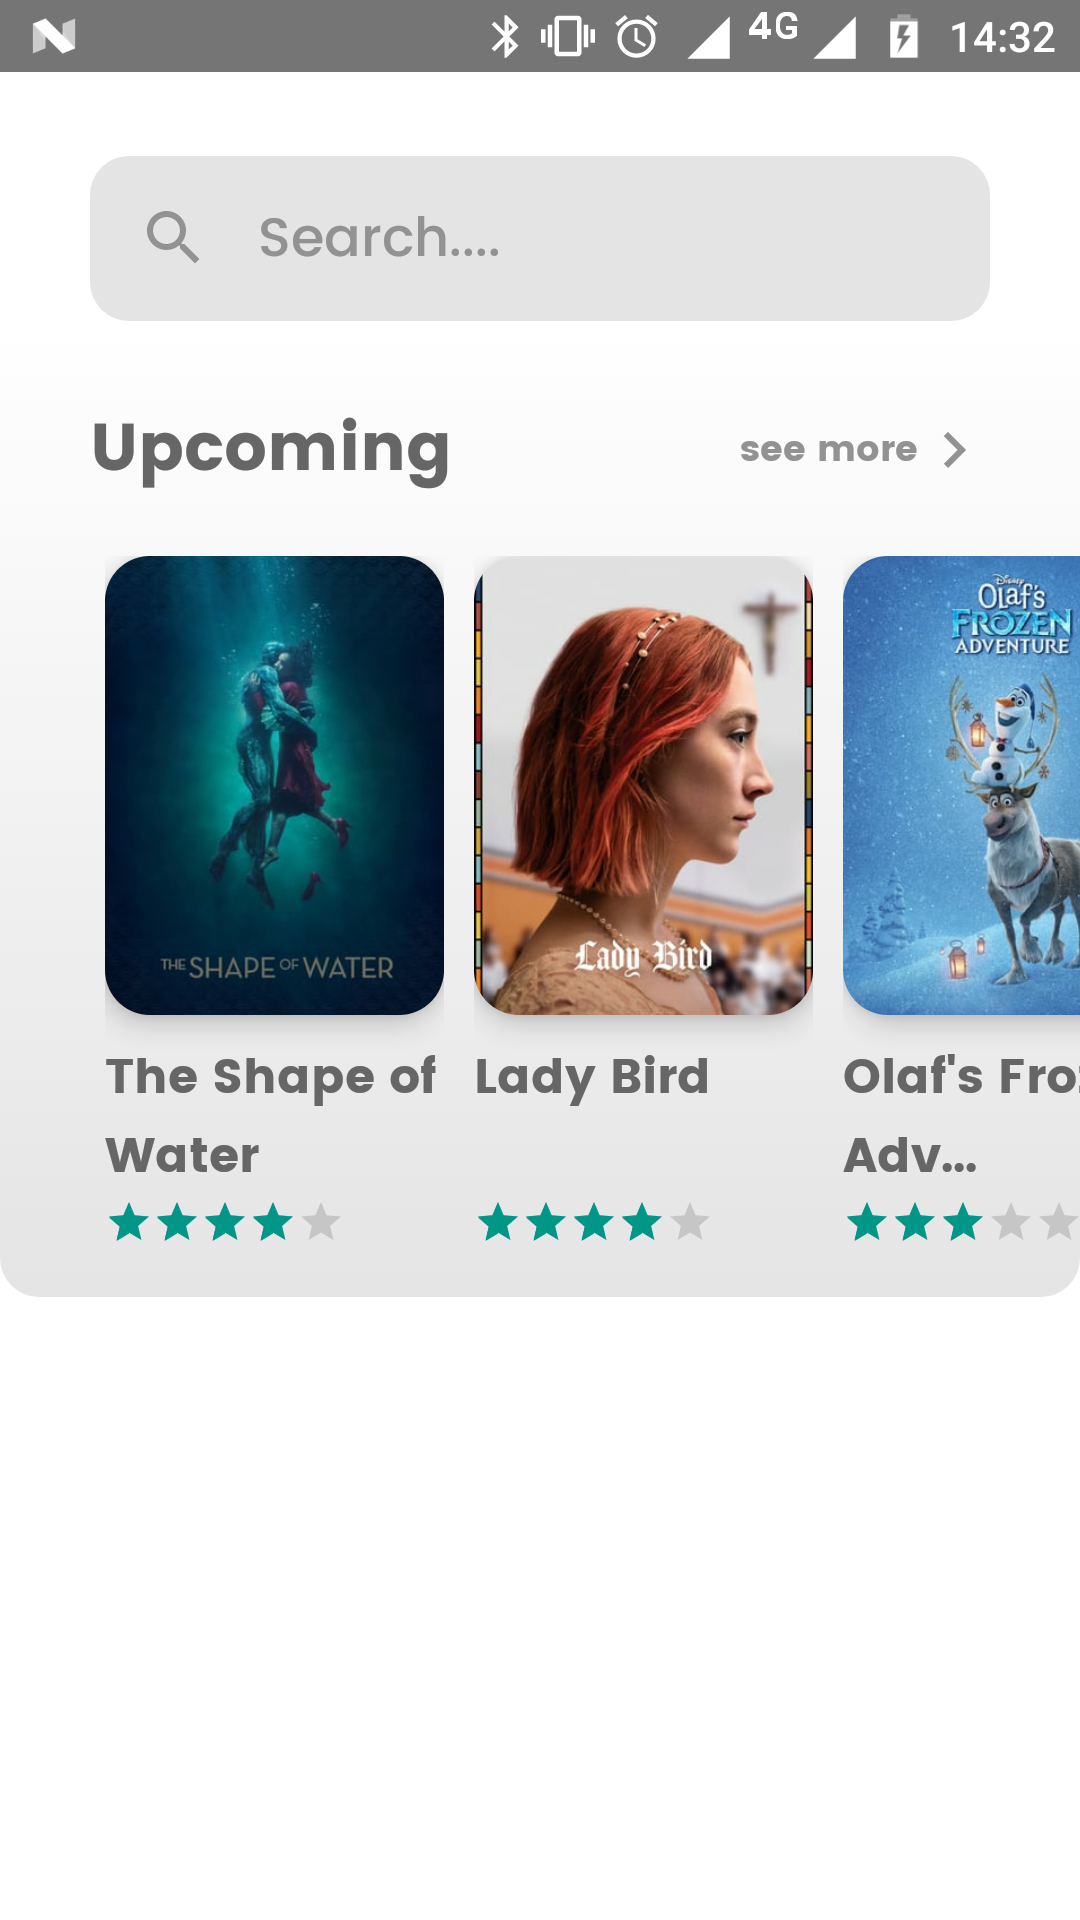 4G 14:32
Search....
Upcoming
see more
THE SHAPE OF WATER
Lady Bird
Disney
Olaf's
FROZEN
ADVENTURE
The Shape of
Water
Lady Bird
Olaf's Fro
Adv...